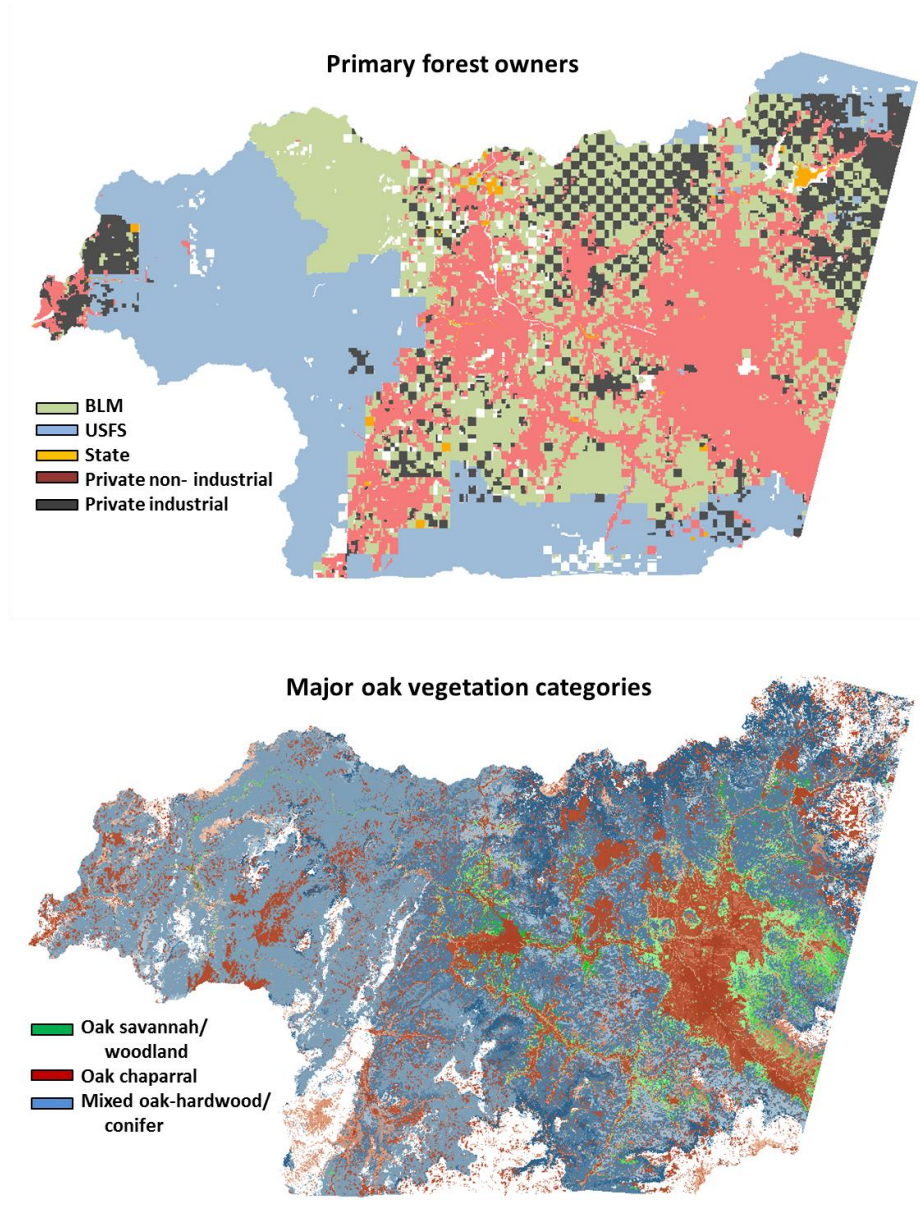 Primary forest owners
BLM
USFS
State
Private non- industrial
Private industrial
Major oak vegetation categories
Oak savannah/
woodland
Oak chaparral
Mixed oak-hardwood/
conifer